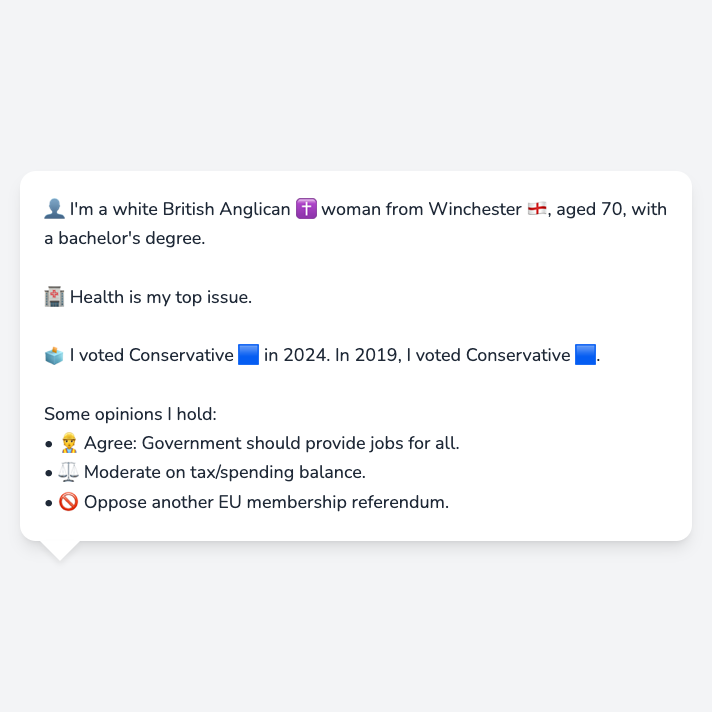 👤 I'm a white British Anglican ✝️ woman from Winchester 🏴󠁧󠁢󠁥󠁮󠁧󠁿, aged 70, with
a bachelor's degree.
🏥 Health is my top issue.
🗳️ I voted Conservative 🟦 in 2024. In 2019, I voted Conservative 🟦.
Some opinions I hold:
• 👷 Agree: Government should provide jobs for all.
• ⚖️ Moderate on tax/spending balance.
• 🚫 Oppose another EU membership referendum.